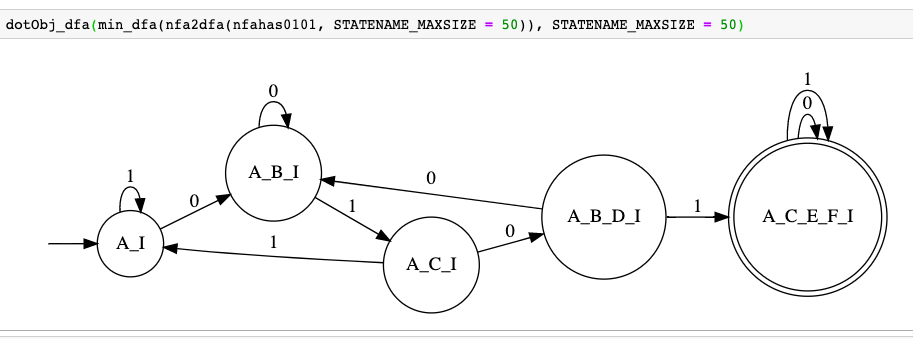 dotObj_dfa(min_dfa(nfa2dfa(nfahas0101, STATENAME_MAXSIZE = 50)), STATENAME_MAXSIZE = 50)
1
0
0
0
1
A_B_I
0
1
1
A_B_D_I
A_C_E_F_I
0
A_I
1
0
A_C_I